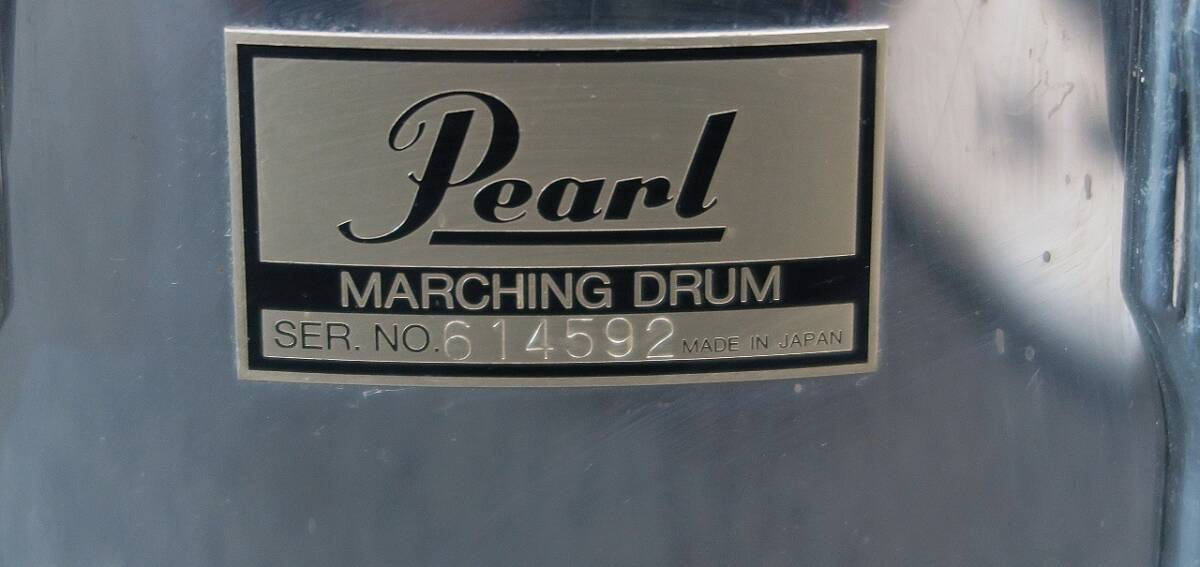 Pearl
MARCHING DRUM
SER. NO. 614592 MADE IN JAPAN